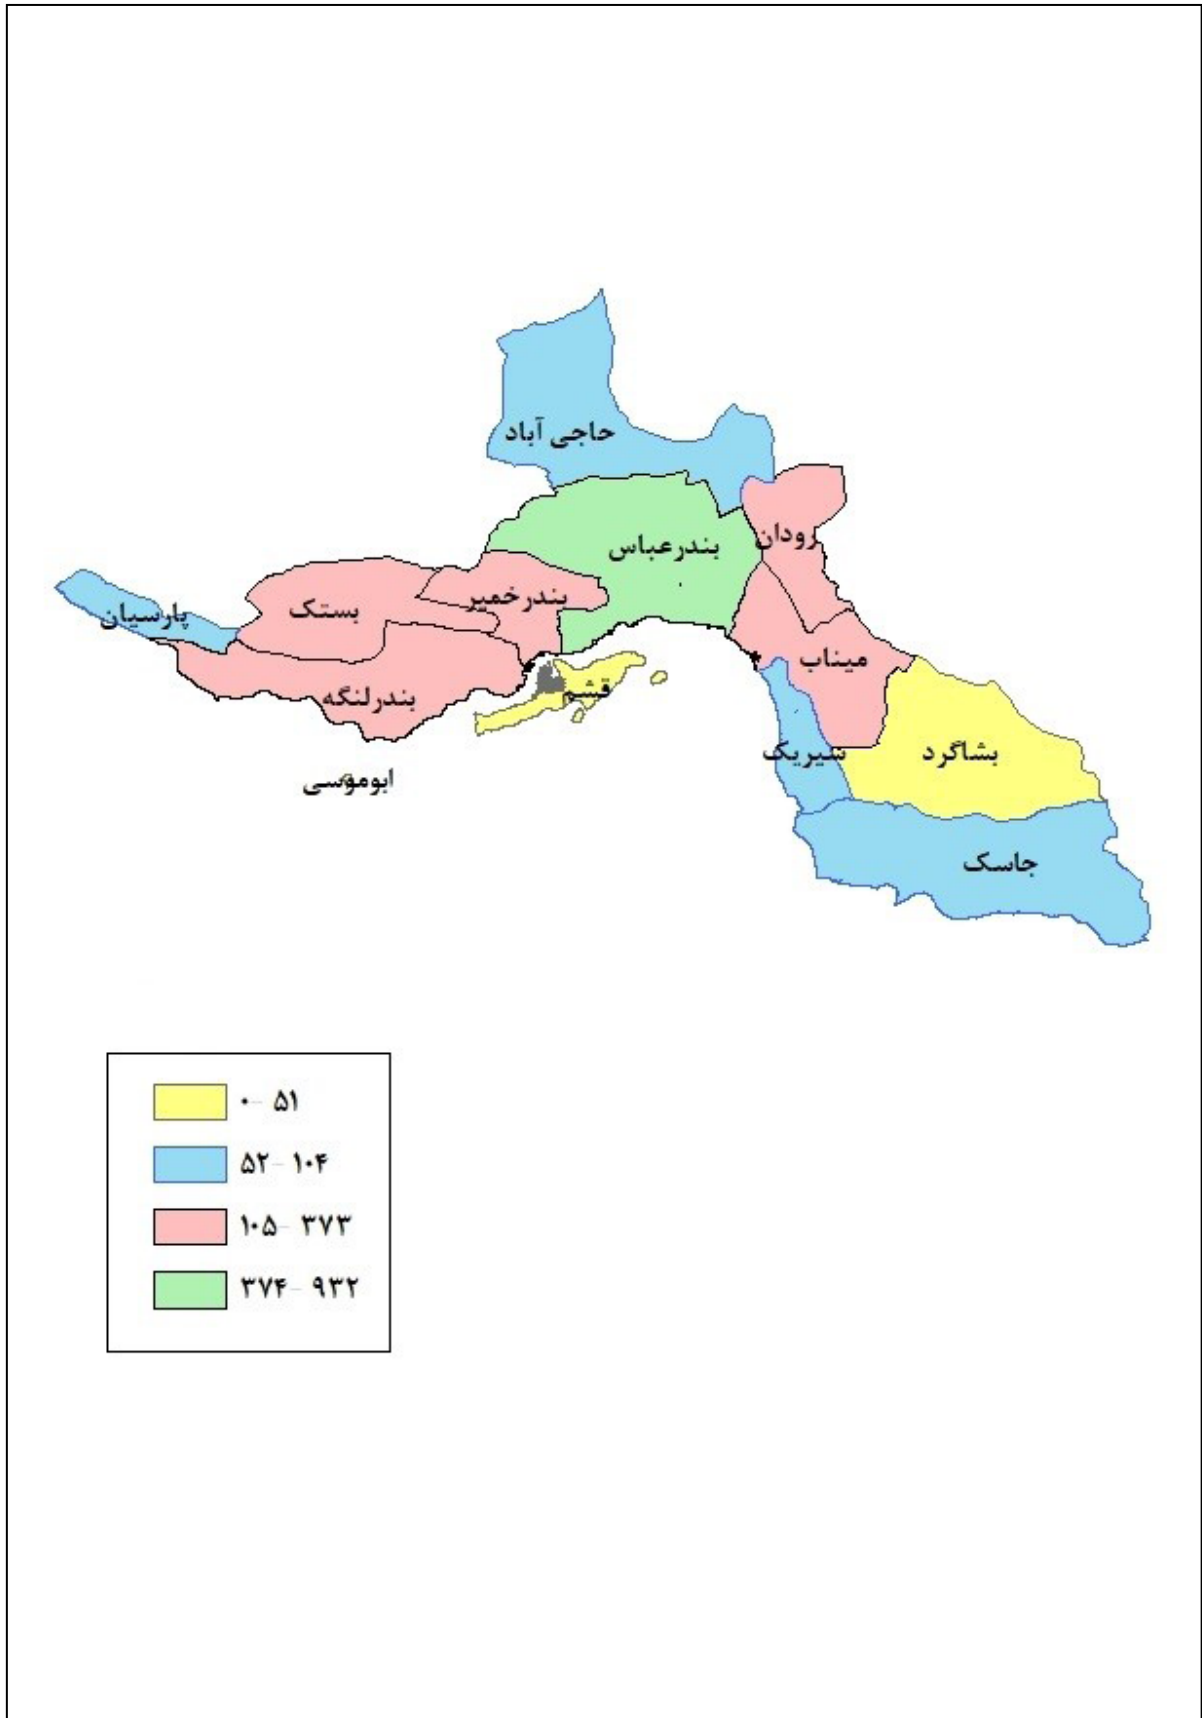 حاجی آباد
رودان
بندرعباس
بندرخمیر
بستک
پارسیان
میناب
قشم
بندرلنگه
شیریک
بشاگرد
ابوموسی
جاسک
۰- ۵۱
۵۲- ۱۰۴
۱۰۵- ۳۷۳
۳۷۴- ۹۳۲